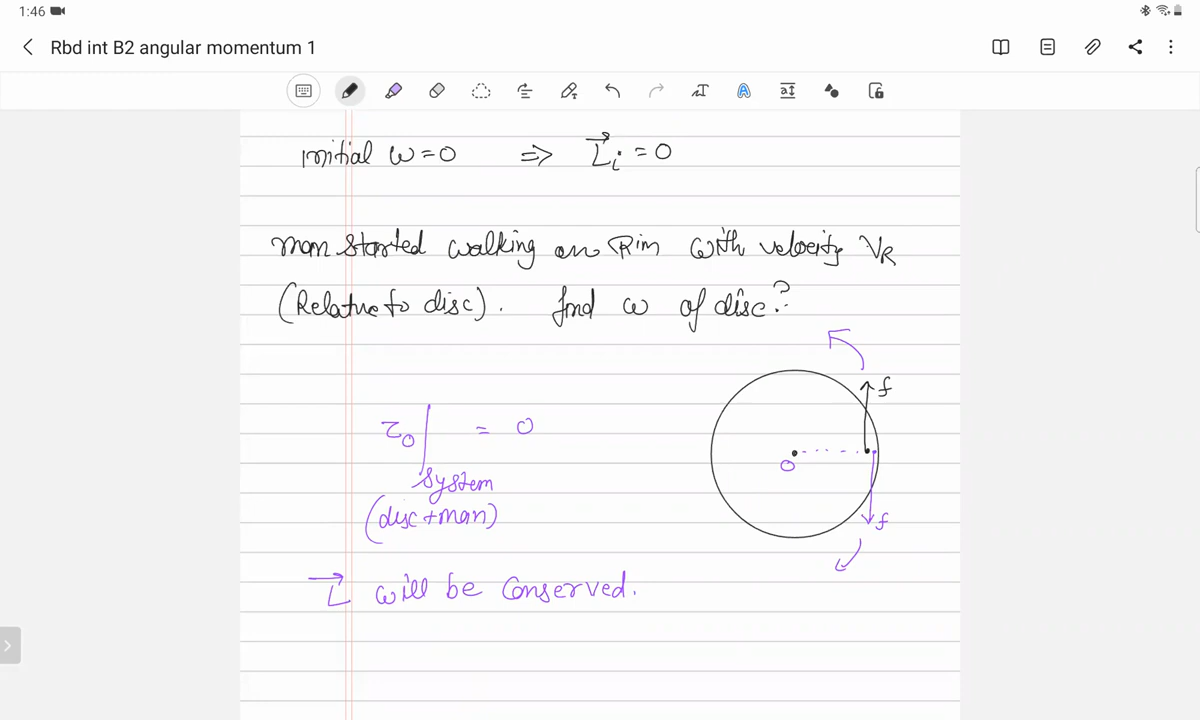 1:46
Rbd int B2 angular momentum 1
initial ω=0 ⇒ L⃗i = 0
man started walking on Rim with velocity VR
(Relative to disc). find ω of disc?
f
τ0 | = 0
O
system
(disc+man)
f
L⃗ will be Conserved.